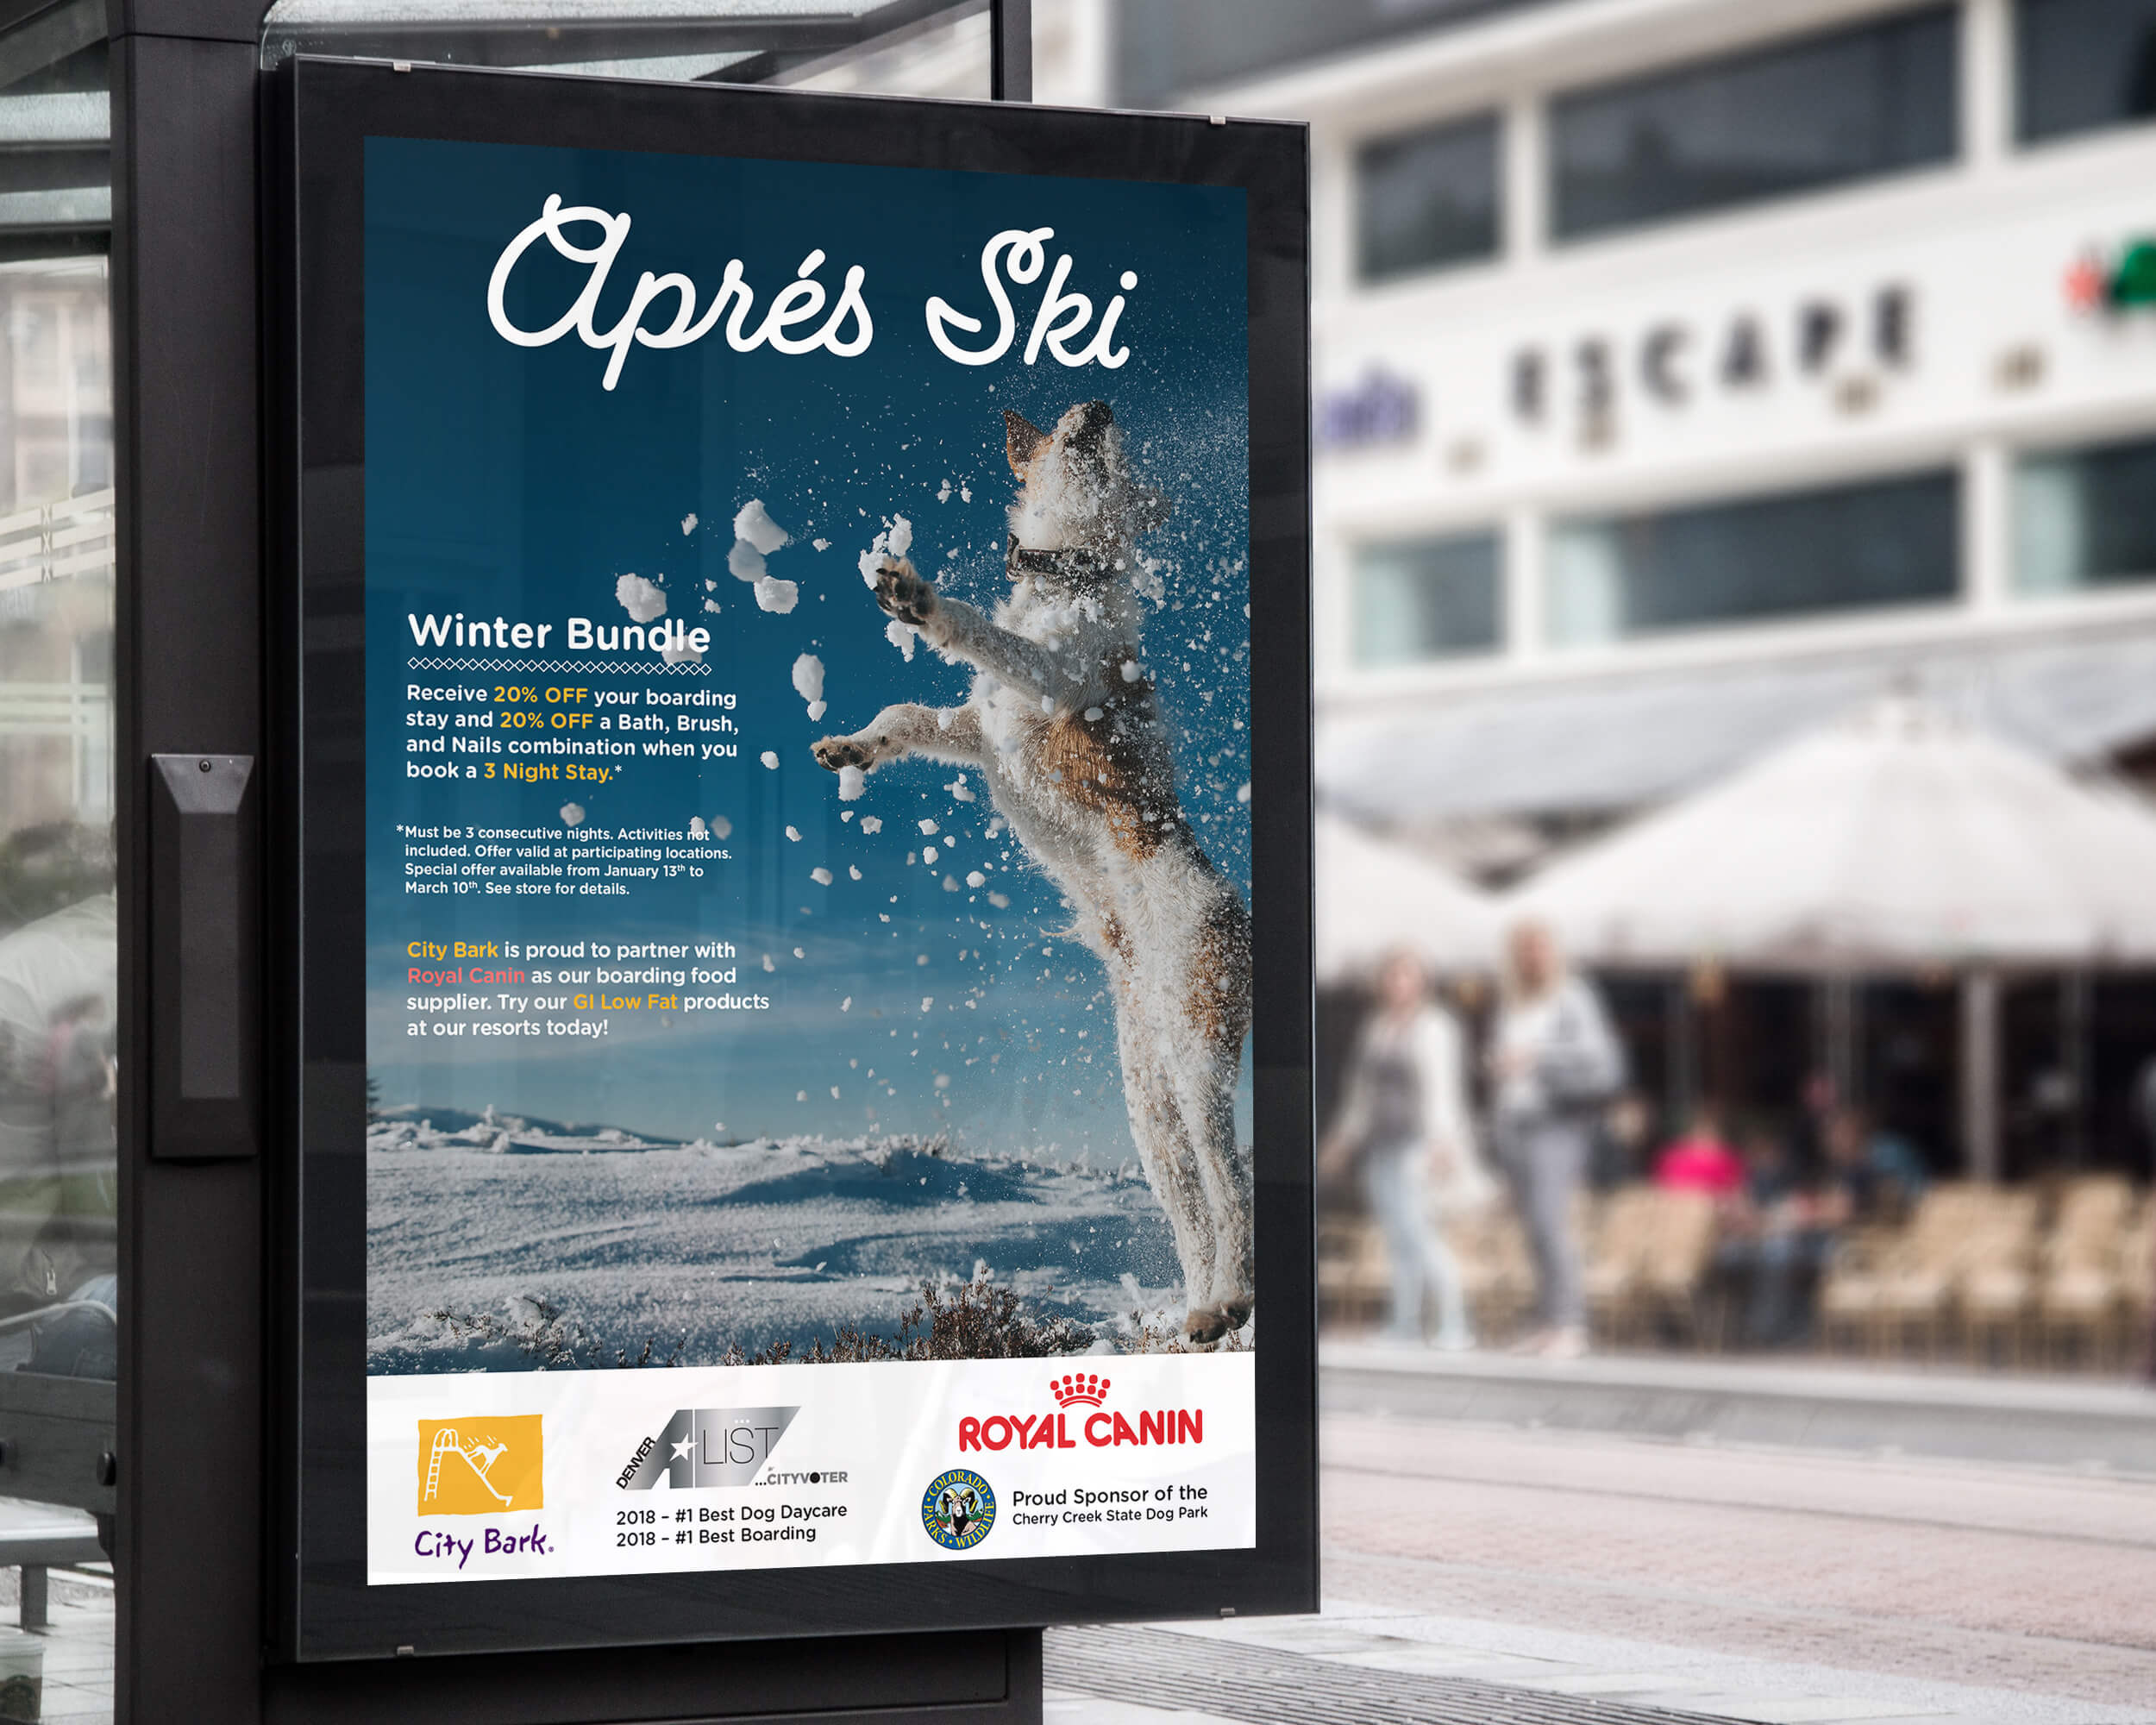 Aprés Ski
Winter Bundle
Receive 20% OFF your boarding
stay and 20% OFF a Bath, Brush,
and Nails combination when you
book a 3 Night Stay.*
*Must be 3 consecutive nights. Activities not
included. Offer valid at participating locations.
Special offer available from January 13th to
March 10th. See store for details.
City Bark is proud to partner with
Royal Canin as our boarding food
supplier. Try our GI Low Fat products
at our resorts today!
City Bark®
DENVER A LIST
...CITYVOTER
2018 - #1 Best Dog Daycare
2018 - #1 Best Boarding
ROYAL CANIN
COLORADO
PARKS • WILDLIFE
Proud Sponsor of the
Cherry Creek State Dog Park
ESCAPE